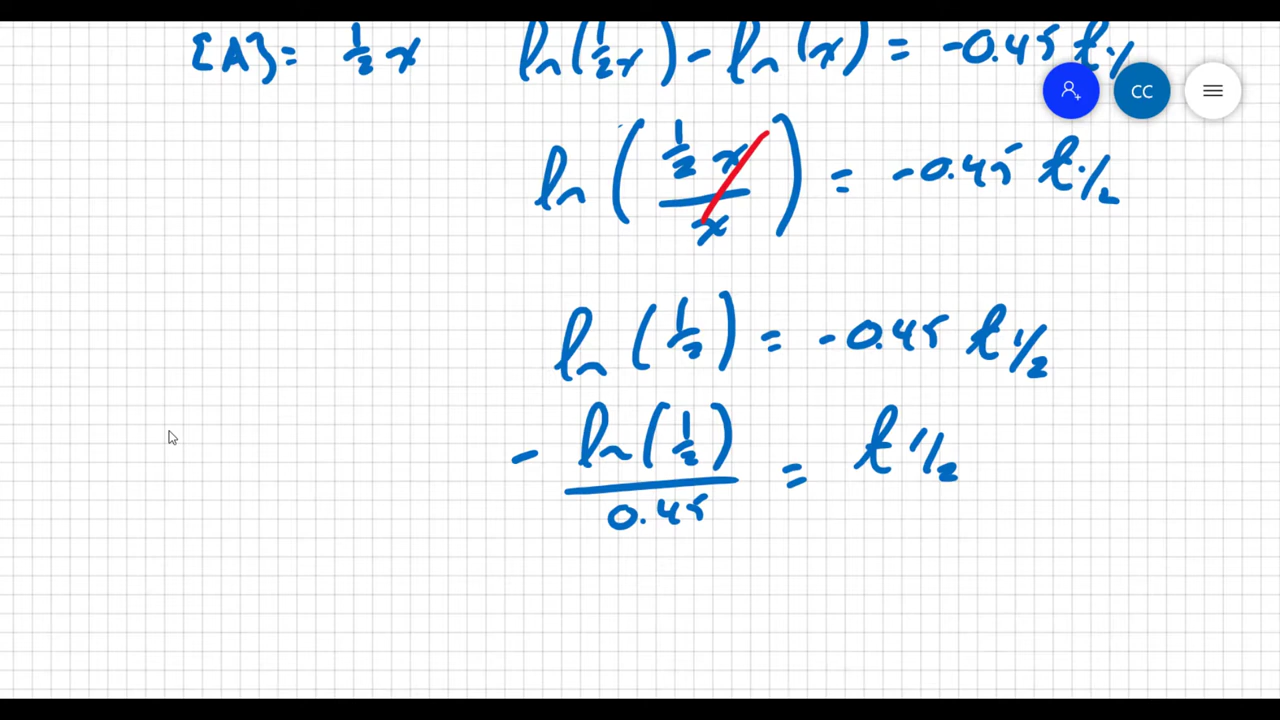 [A] = ½x   ln(½x) - ln(x) = -0.45 t½
CC
ln(½x / x) = -0.45 t½
ln(½) = -0.45 t½
- ln(½) / 0.45 = t½